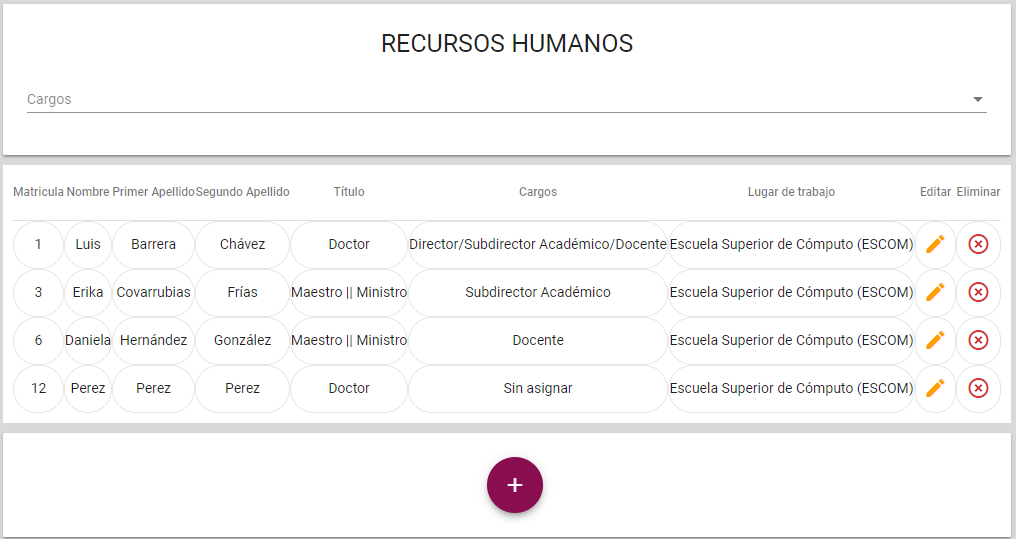 RECURSOS HUMANOS
Cargos
Matricula Nombre Primer Apellido Segundo Apellido Título Cargos Lugar de trabajo Editar Eliminar
1 Luis Barrera Chávez Doctor Director/Subdirector Académico/Docente Escuela Superior de Cómputo (ESCOM)
3 Erika Covarrubias Frías Maestro || Ministro Subdirector Académico Escuela Superior de Cómputo (ESCOM)
6 Daniela Hernández González Maestro || Ministro Docente Escuela Superior de Cómputo (ESCOM)
12 Perez Perez Perez Doctor Sin asignar Escuela Superior de Cómputo (ESCOM)
+